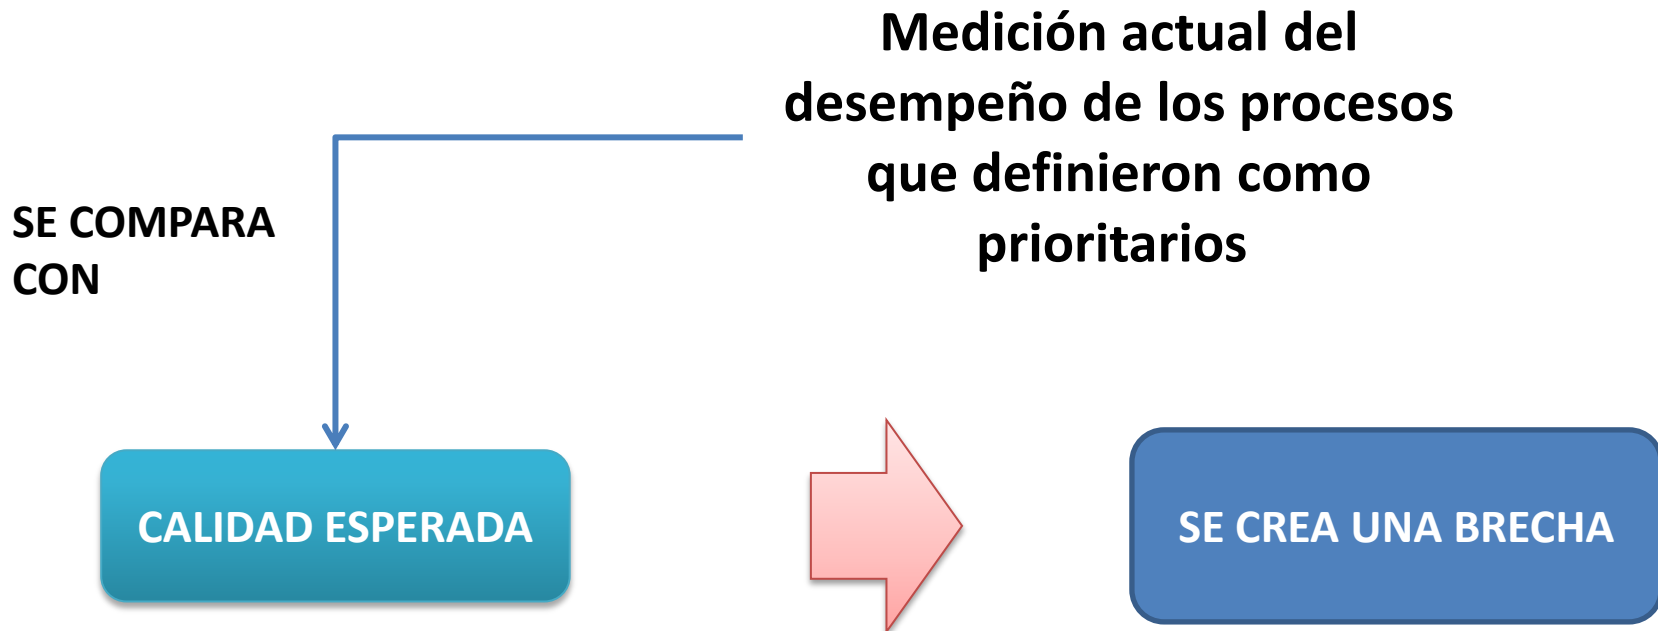 Medición actual del
desempeño de los procesos
que definieron como
prioritarios
SE COMPARA
CON
CALIDAD ESPERADA
SE CREA UNA BRECHA